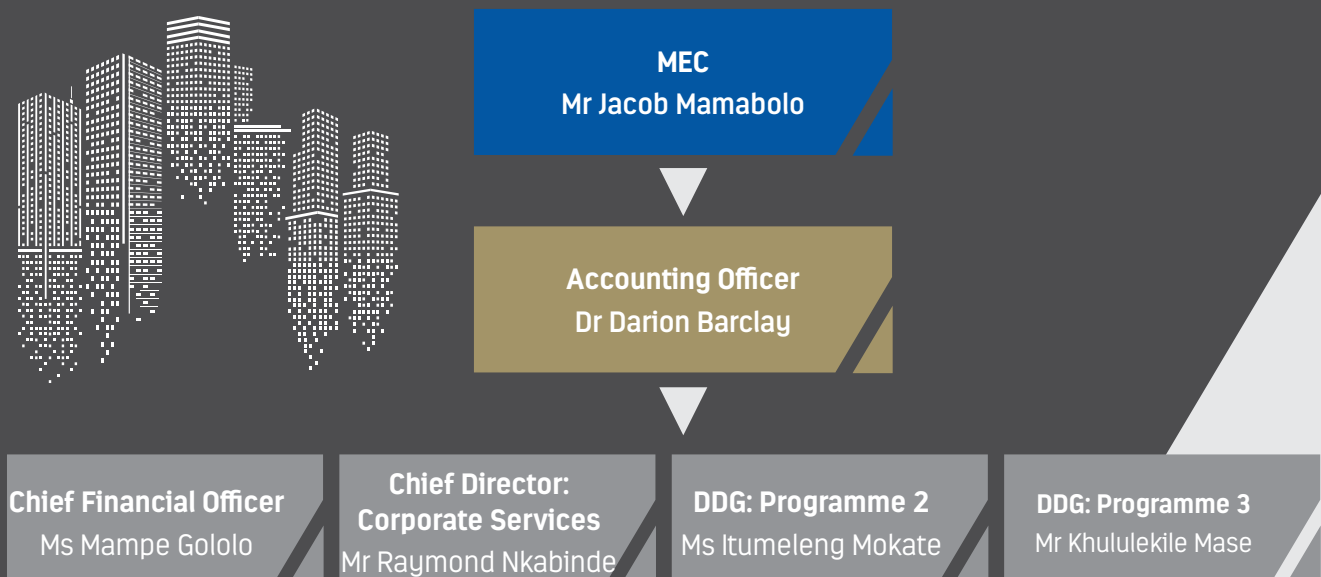 MEC
Mr Jacob Mamabolo
Accounting Officer
Dr Darion Barclay
Chief Financial Officer
Ms Mampe Gololo
Chief Director:
Corporate Services
Mr Raymond Nkabinde
DDG: Programme 2
Ms Itumeleng Mokate
DDG: Programme 3
Mr Khululekile Mase